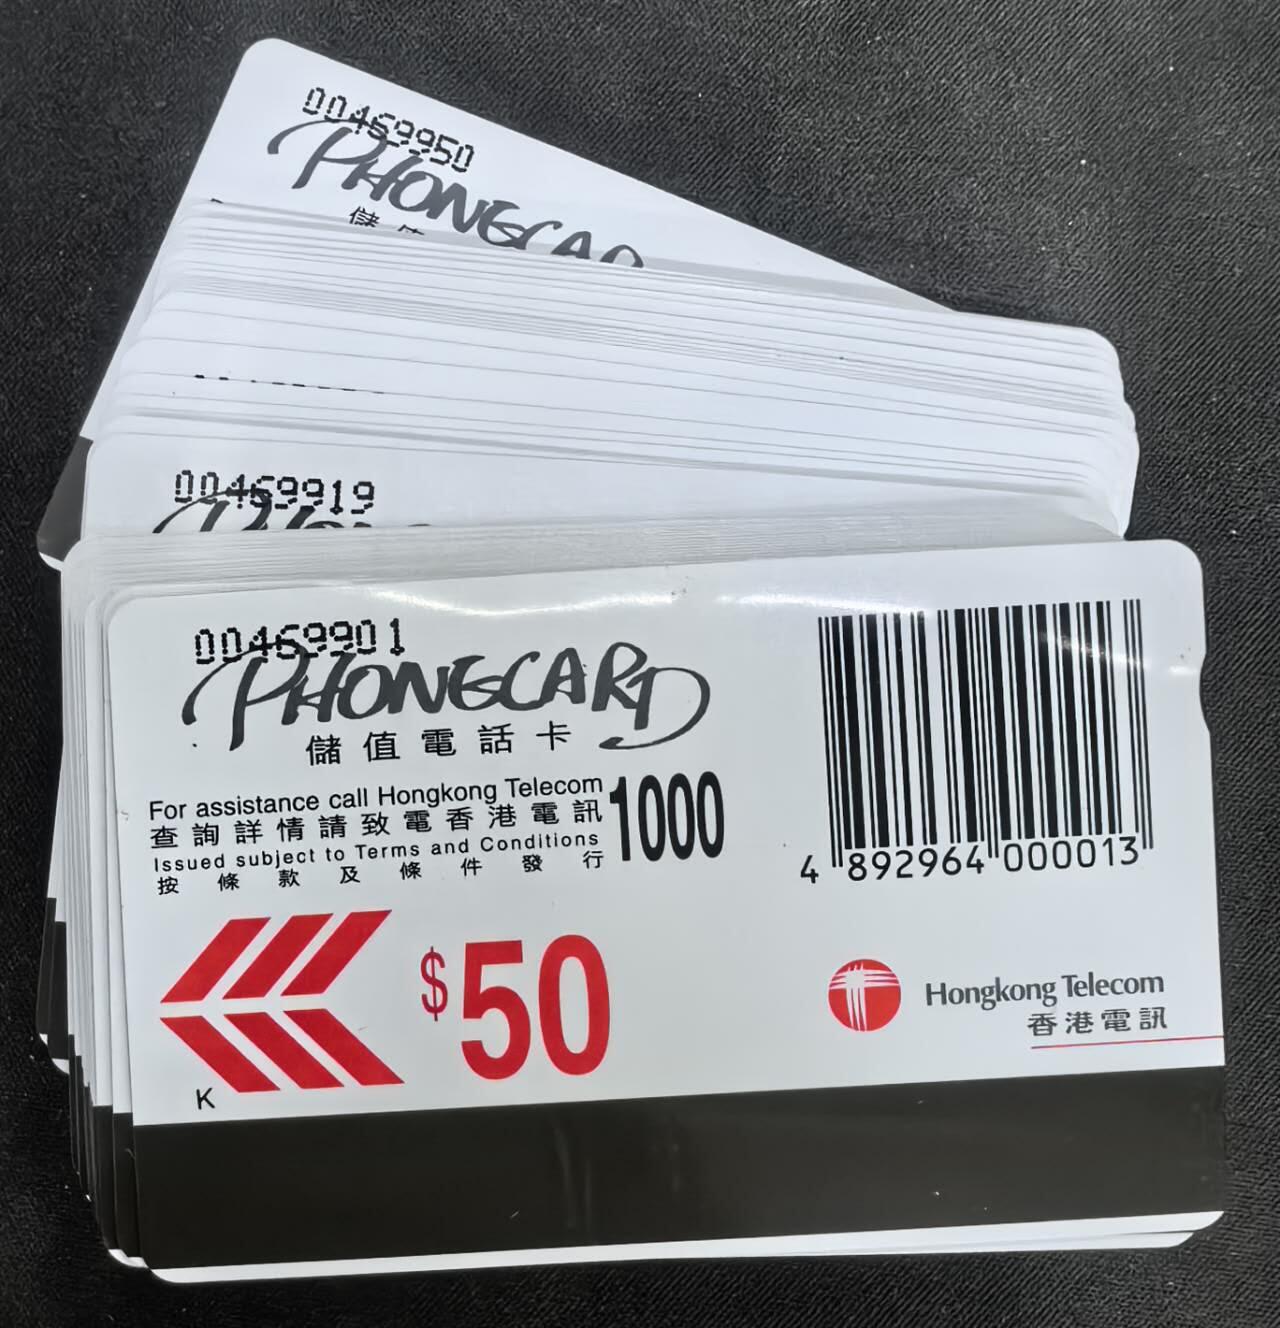 00469950
PHONECARD
儲值
00469919
00469901
PHONECARD
儲值電話卡
For assistance call Hongkong Telecom
查詢詳情請致電香港電訊
1000
Issued subject to Terms and Conditions
按條款及條件發行
4 892964 000013
$50
Hongkong Telecom
香港電訊
K